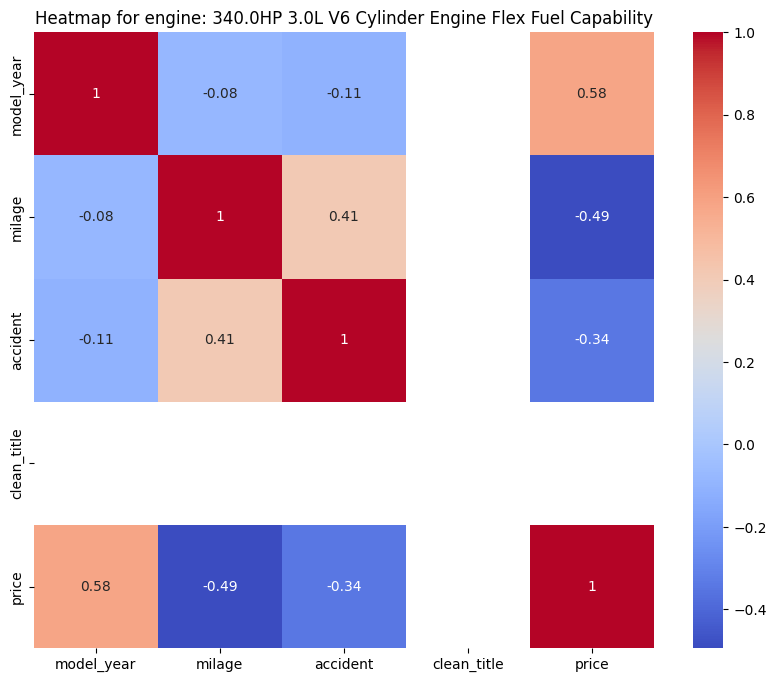 Heatmap for engine: 340.0HP 3.0L V6 Cylinder Engine Flex Fuel Capability
model_year
1
-0.08
-0.11
0.58
milage
-0.08
1
0.41
-0.49
accident
-0.11
0.41
1
-0.34
clean_title
price
0.58
-0.49
-0.34
1
model_year
milage
accident
clean_title
price
1.0
0.8
0.6
0.4
0.2
0.0
−0.2
−0.4